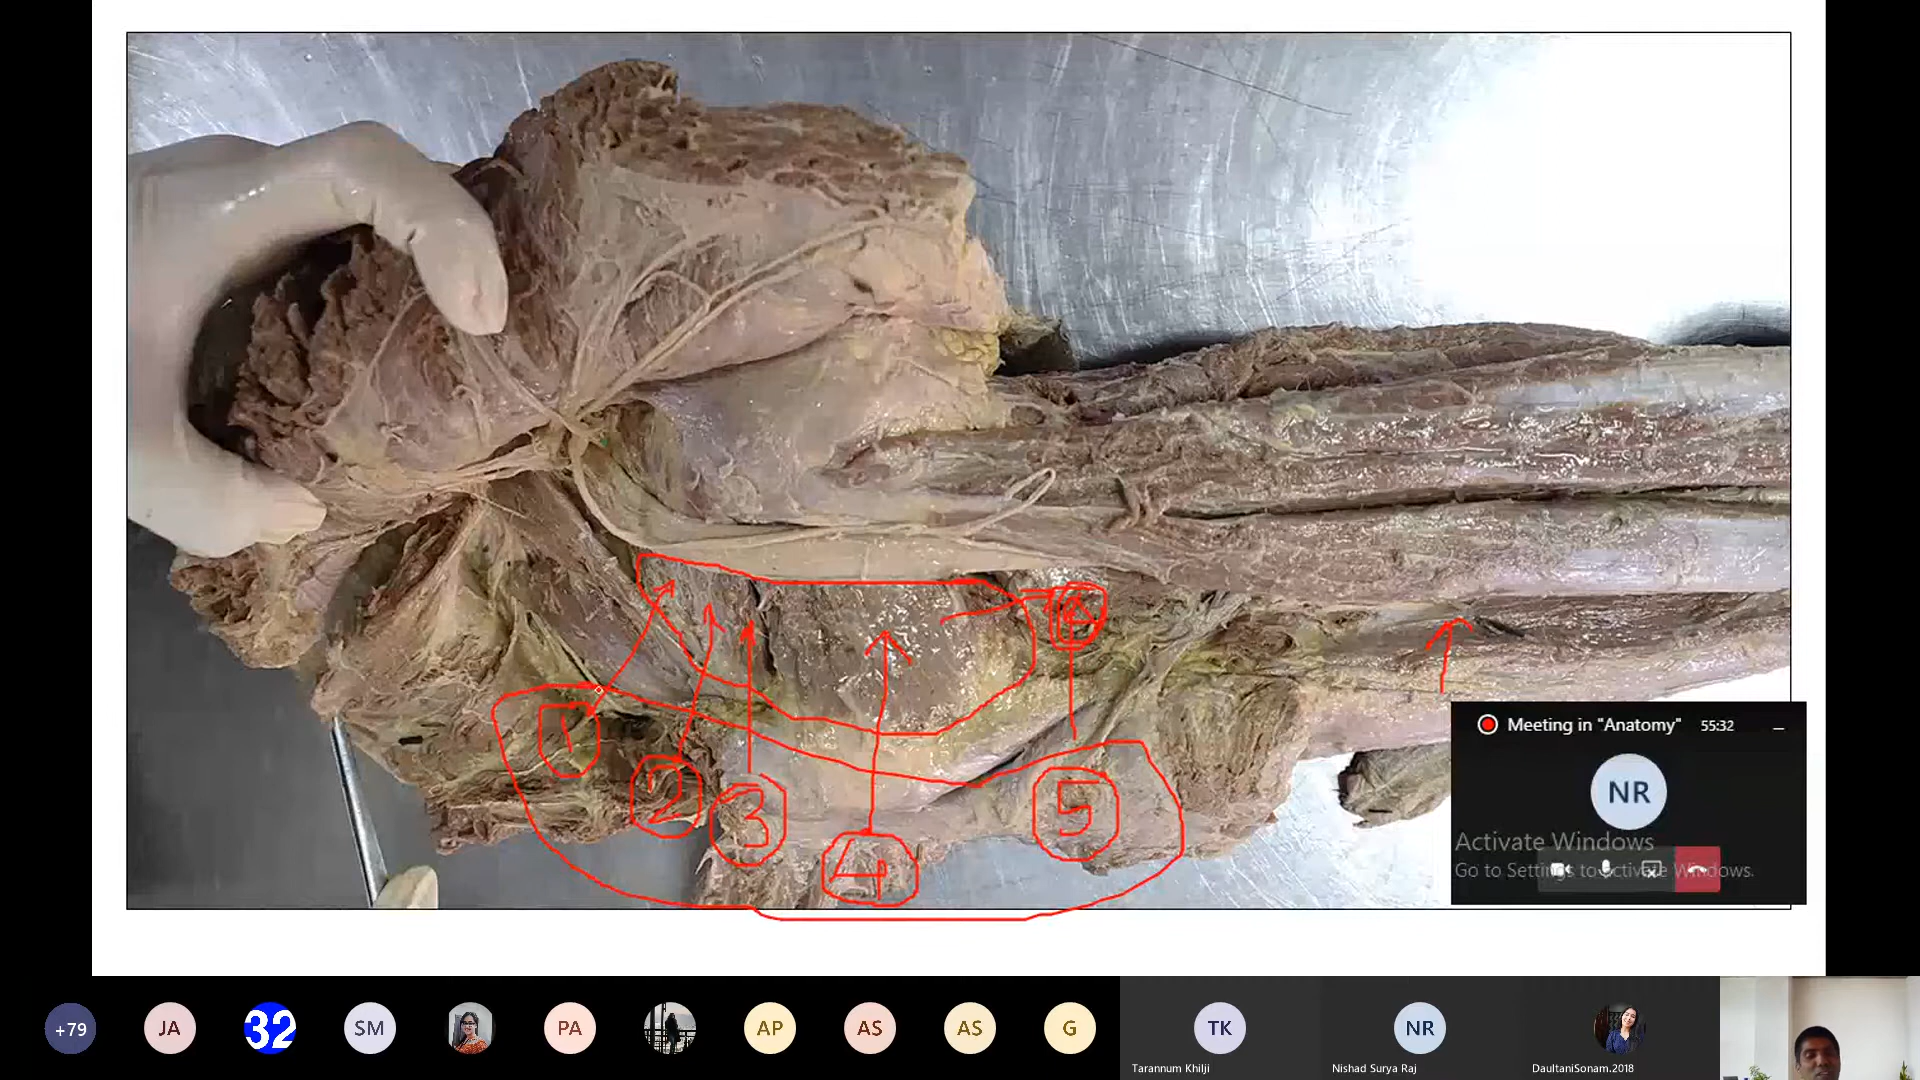 1
2
3
4
5
Meeting in "Anatomy" 55:32
NR
Activate Windows
Go to Settings to activate Windows.
+79
JA
32
SM
PA
AP
AS
AS
G
TK
NR
Tarannum Khilji
Nishad Surya Raj
DaultaniSonam.2018